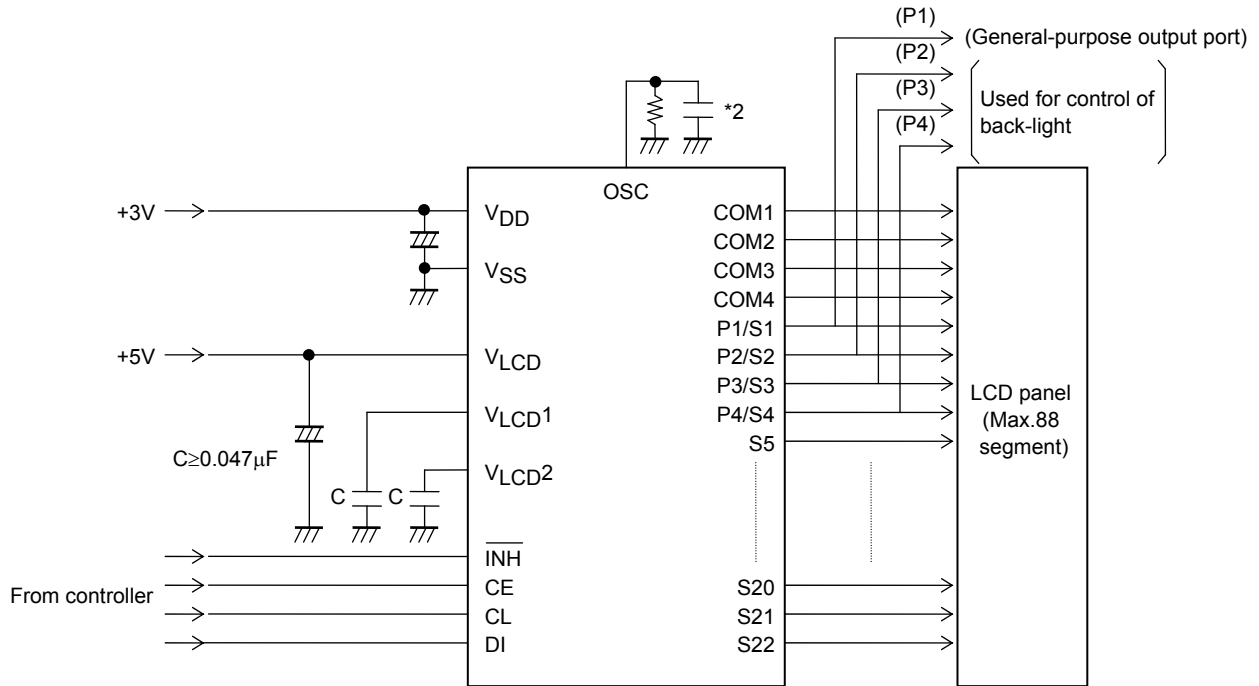 (P1)
(General-purpose output port)
(P2)
(P3)
(P4)
Used for control of
back-light
*2
OSC
+3V
VDD
VSS
+5V
VLCD
VLCD1
VLCD2
C≥0.047μF
C
C
INH
From controller
CE
CL
DI
COM1
COM2
COM3
COM4
P1/S1
P2/S2
P3/S3
P4/S4
S5
S20
S21
S22
LCD panel
(Max.88
segment)